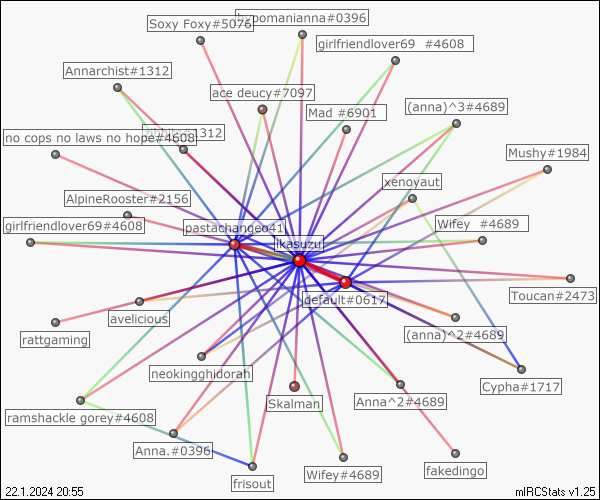 Soxy Foxy#5076
hypomanianna#0396
girlfriendlover69 #4608
Annarchist#1312
ace deucy#7097
Mad #6901
(anna)^3#4689
no cops no laws no hope#4608
#1312
Mushy#1984
xenoyaut
AlpineRooster#2156
girlfriendlover69#4608
pastachangeo41
ikasuzu
Wifey #4689
Toucan#2473
default#0617
avelicious
rattgaming
(anna)^2#4689
neokingghidorah
Cypha#1717
Skalman
Anna^2#4689
ramshackle gorey#4608
Anna.#0396
frisout
Wifey#4689
fakedingo
22.1.2024 20:55
mIRCStats v1.25